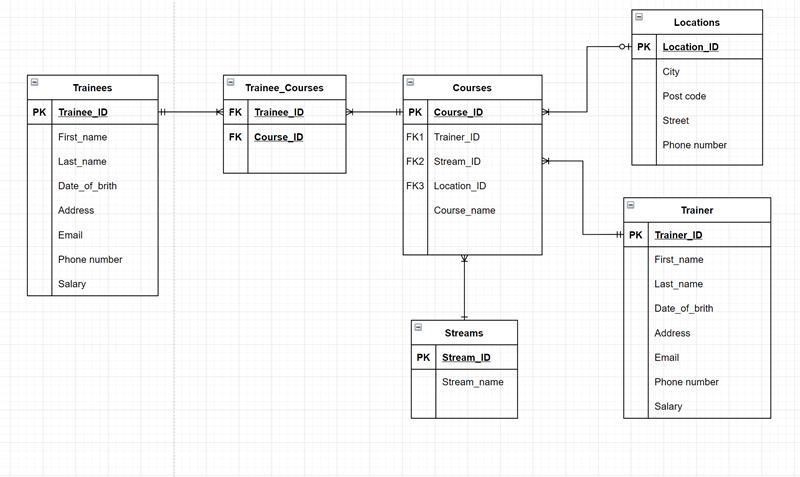 Trainees
PK Trainee_ID
First_name
Last_name
Date_of_brith
Address
Email
Phone number
Salary
Trainee_Courses
FK Trainee_ID
FK Course_ID
Courses
PK Course_ID
FK1 Trainer_ID
FK2 Stream_ID
FK3 Location_ID
Course_name
Locations
PK Location_ID
City
Post code
Street
Phone number
Trainer
PK Trainer_ID
First_name
Last_name
Date_of_brith
Address
Email
Phone number
Salary
Streams
PK Stream_ID
Stream_name